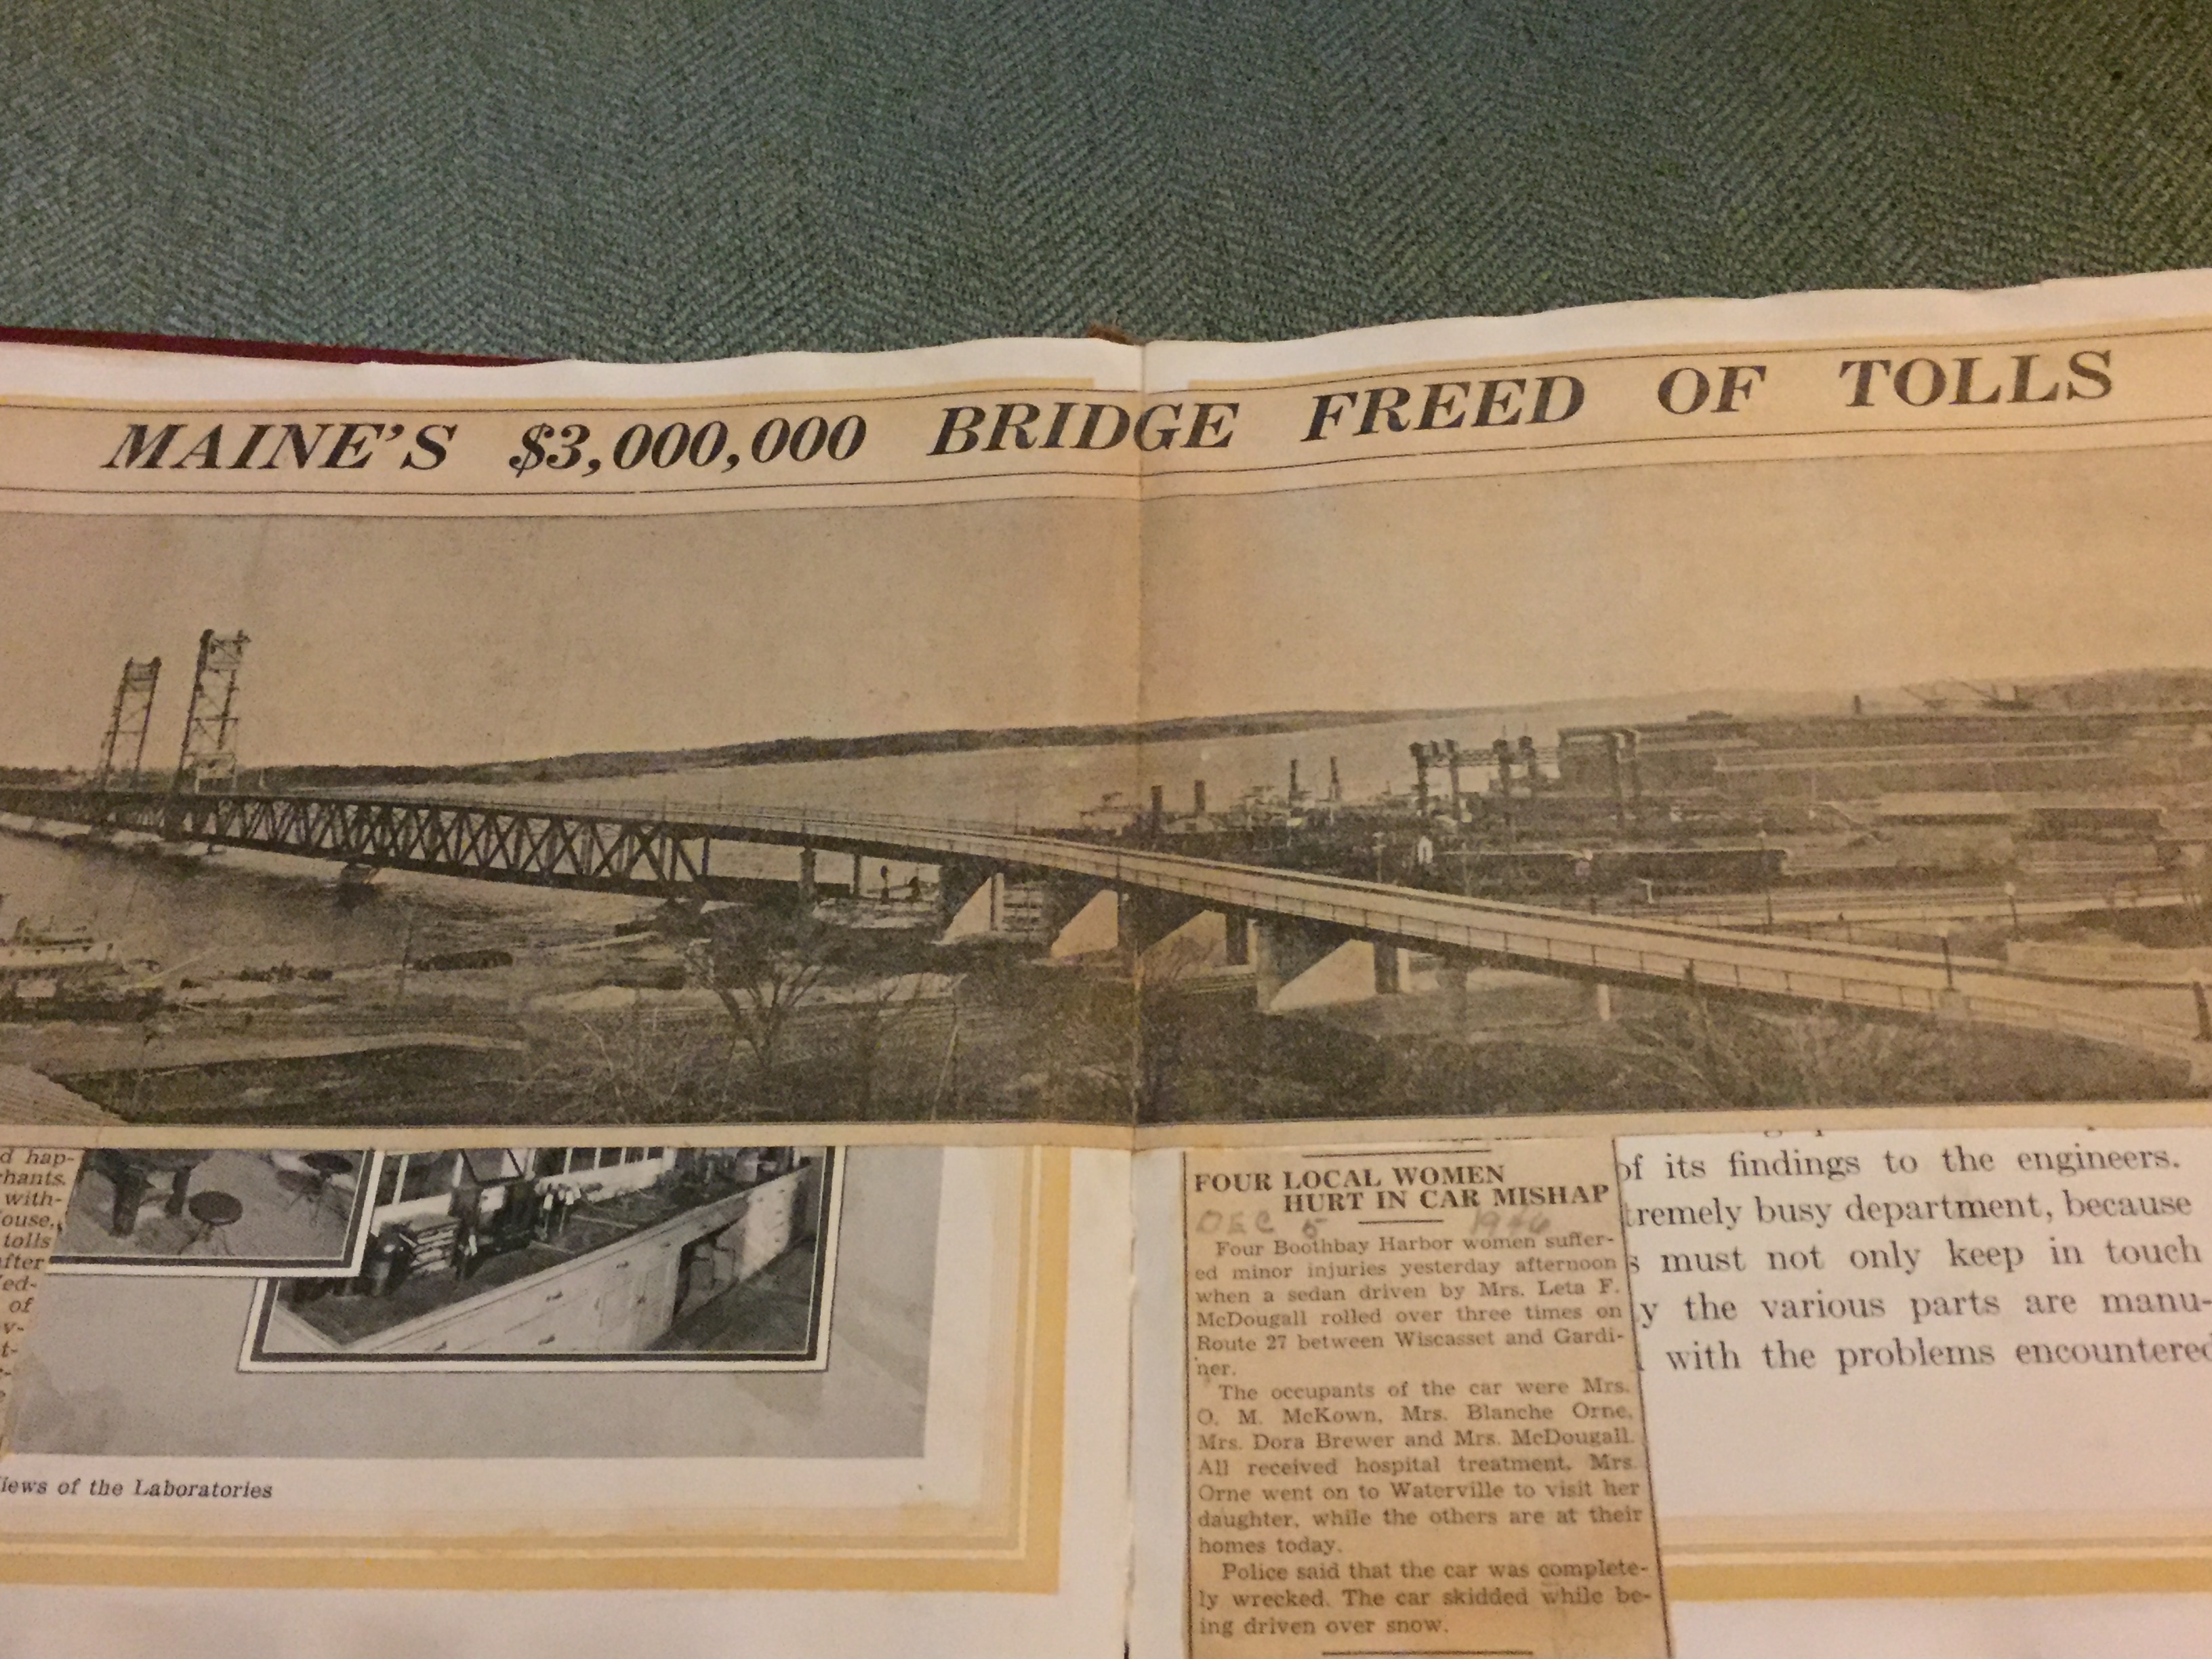 MAINE'S $3,000,000 BRIDGE FREED OF TOLLS
d hap-
chants.
with-
ouse,
tolls
after
ed-
of
v-
t-
Views of the Laboratories
FOUR LOCAL WOMEN
HURT IN CAR MISHAP
DEC 5 1946
Four Boothbay Harbor women suffer-
ed minor injuries yesterday afternoon
when a sedan driven by Mrs. Leta F.
McDougall rolled over three times on
Route 27 between Wiscasset and Gardi-
ner.
The occupants of the car were Mrs.
O. M. McKown, Mrs. Blanche Orne,
Mrs. Dora Brewer and Mrs. McDougall.
All received hospital treatment. Mrs.
Orne went on to Waterville to visit her
daughter, while the others are at their
homes today.
Police said that the car was complete-
ly wrecked. The car skidded while be-
ing driven over snow.
of its findings to the engineers.
tremely busy department, because
s must not only keep in touch
y the various parts are manu-
with the problems encountered